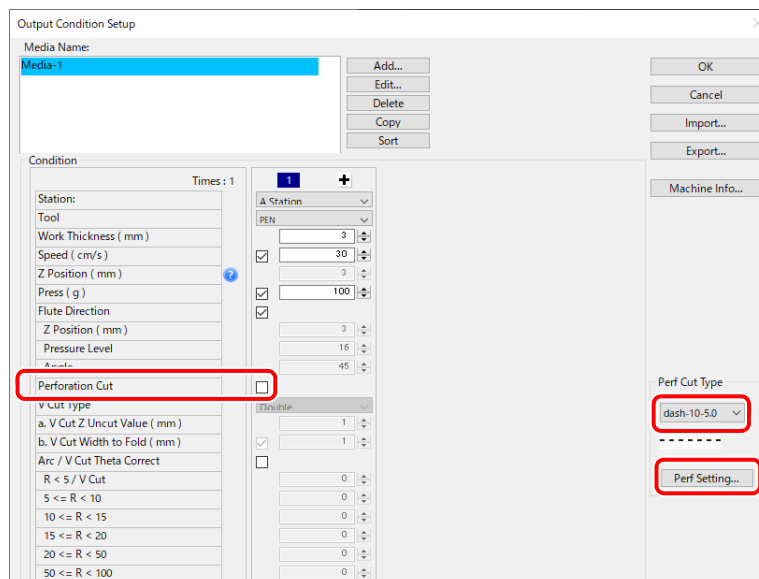 Output Condition Setup
Media Name:
Media-1
Add...
Edit...
Delete
Copy
Sort
OK
Cancel
Import...
Export...
Machine Info...
Condition
Times : 1
1
Station: A Station
Tool PEN
Work Thickness ( mm ) 3
Speed ( cm/s ) 30
Z Position ( mm ) ? 3
Press ( g ) 100
Flute Direction
Z Position ( mm ) 3
Pressure Level 16
Angle 45
Perforation Cut
V Cut Type Double
a. V Cut Z Uncut Value ( mm ) 1
b. V Cut Width to Fold ( mm ) 1
Arc / V Cut Theta Correct
R < 5 / V Cut 0
5 <= R < 10 0
10 <= R < 15 0
15 <= R < 20 0
20 <= R < 50 0
50 <= R < 100 0
Perf Cut Type
dash-10-5.0
Perf Setting...